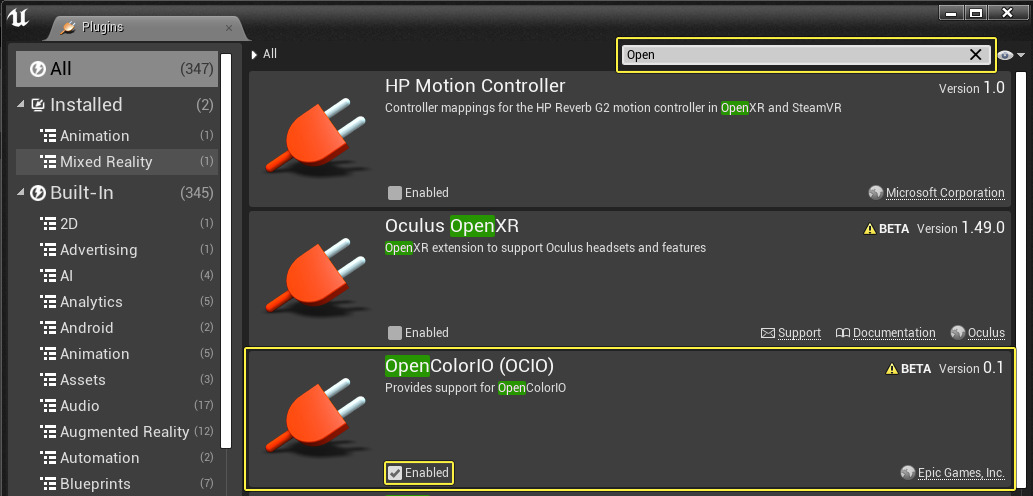 Plugins
All (347)
Installed (2)
Animation (1)
Mixed Reality (1)
Built-In (345)
2D (1)
Advertising (1)
AI (4)
Analytics (5)
Android (2)
Animation (5)
Assets (3)
Audio (17)
Augmented Reality (12)
Automation (2)
Blueprints (7)
All
Open
HP Motion Controller
Version 1.0
Controller mappings for the HP Reverb G2 motion controller in OpenXR and SteamVR
Enabled
Microsoft Corporation
Oculus OpenXR
BETA Version 1.49.0
OpenXR extension to support Oculus headsets and features
Enabled
Support Documentation Oculus
OpenColorIO (OCIO)
BETA Version 0.1
Provides support for OpenColorIO
Enabled
Epic Games, Inc.